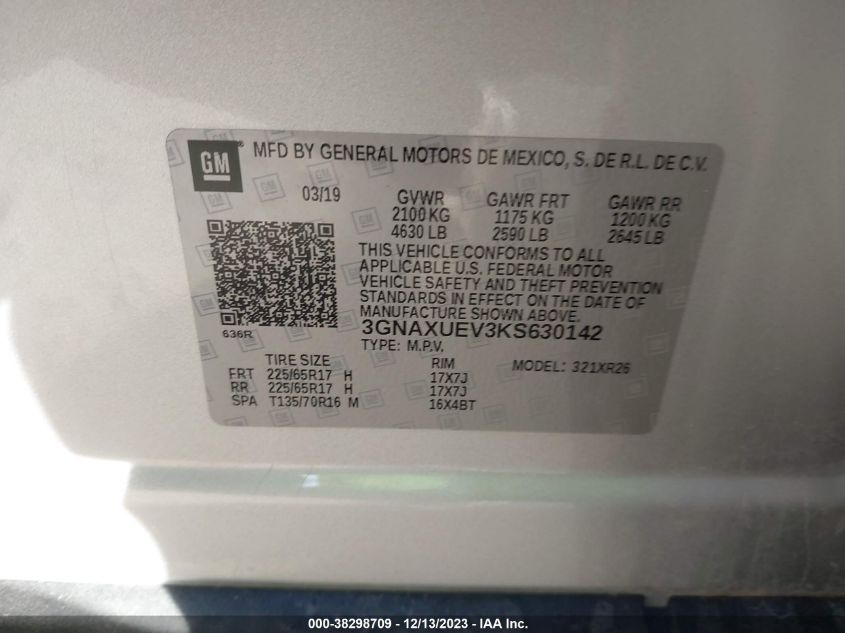 GM
® MFD BY GENERAL MOTORS DE MEXICO, S. DE R.L. DE C.V.
03/19 GVWR GAWR FRT GAWR RR
2100 KG 1175 KG 1200 KG
4630 LB 2590 LB 2645 LB
THIS VEHICLE CONFORMS TO ALL
APPLICABLE U.S. FEDERAL MOTOR
VEHICLE SAFETY AND THEFT PREVENTION
STANDARDS IN EFFECT ON THE DATE OF
MANUFACTURE SHOWN ABOVE.
636R 3GNAXUEV3KS630142
TYPE: M.P.V. MODEL: 321XR26
TIRE SIZE RIM
FRT 225/65R17 H 17X7J
RR 225/65R17 H 17X7J
SPA T135/70R16 M 16X4BT
000-38298709 - 12/13/2023 - IAA Inc.